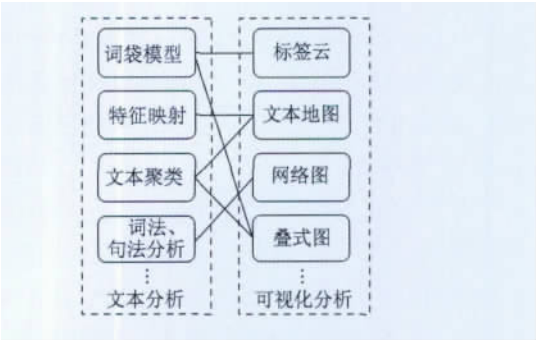 词袋模型
标签云
特征映射
文本地图
文本聚类
网络图
词法、
句法分析
叠式图
⋮
⋮
文本分析
可视化分析